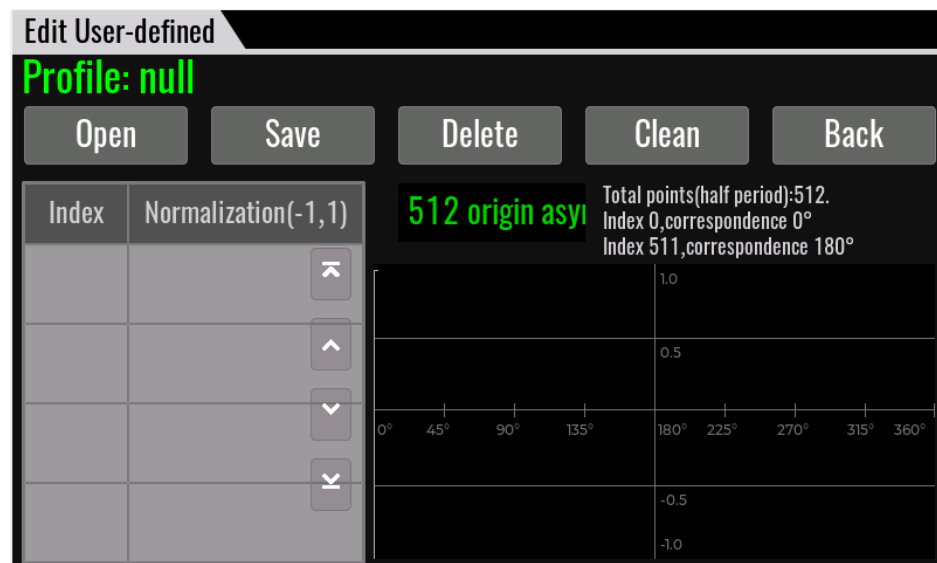 Edit User-defined
Profile: null
Open Save Delete Clean Back
Index Normalization(-1,1)
512 origin
Total points(half period):512.
Index 0,correspondence 0°
Index 511,correspondence 180°
1.0
0.5
0° 45° 90° 135° 180° 225° 270° 315° 360°
-0.5
-1.0